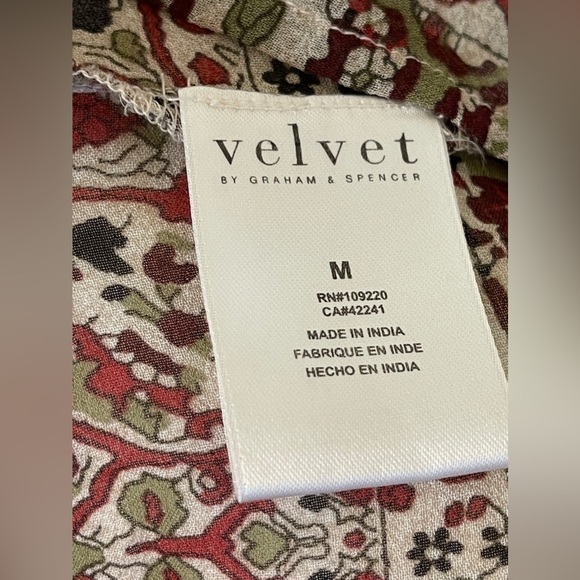 velvet
BY GRAHAM & SPENCER
M
RN#109220
CA#42241
MADE IN INDIA
FABRIQUE EN INDE
HECHO EN INDIA